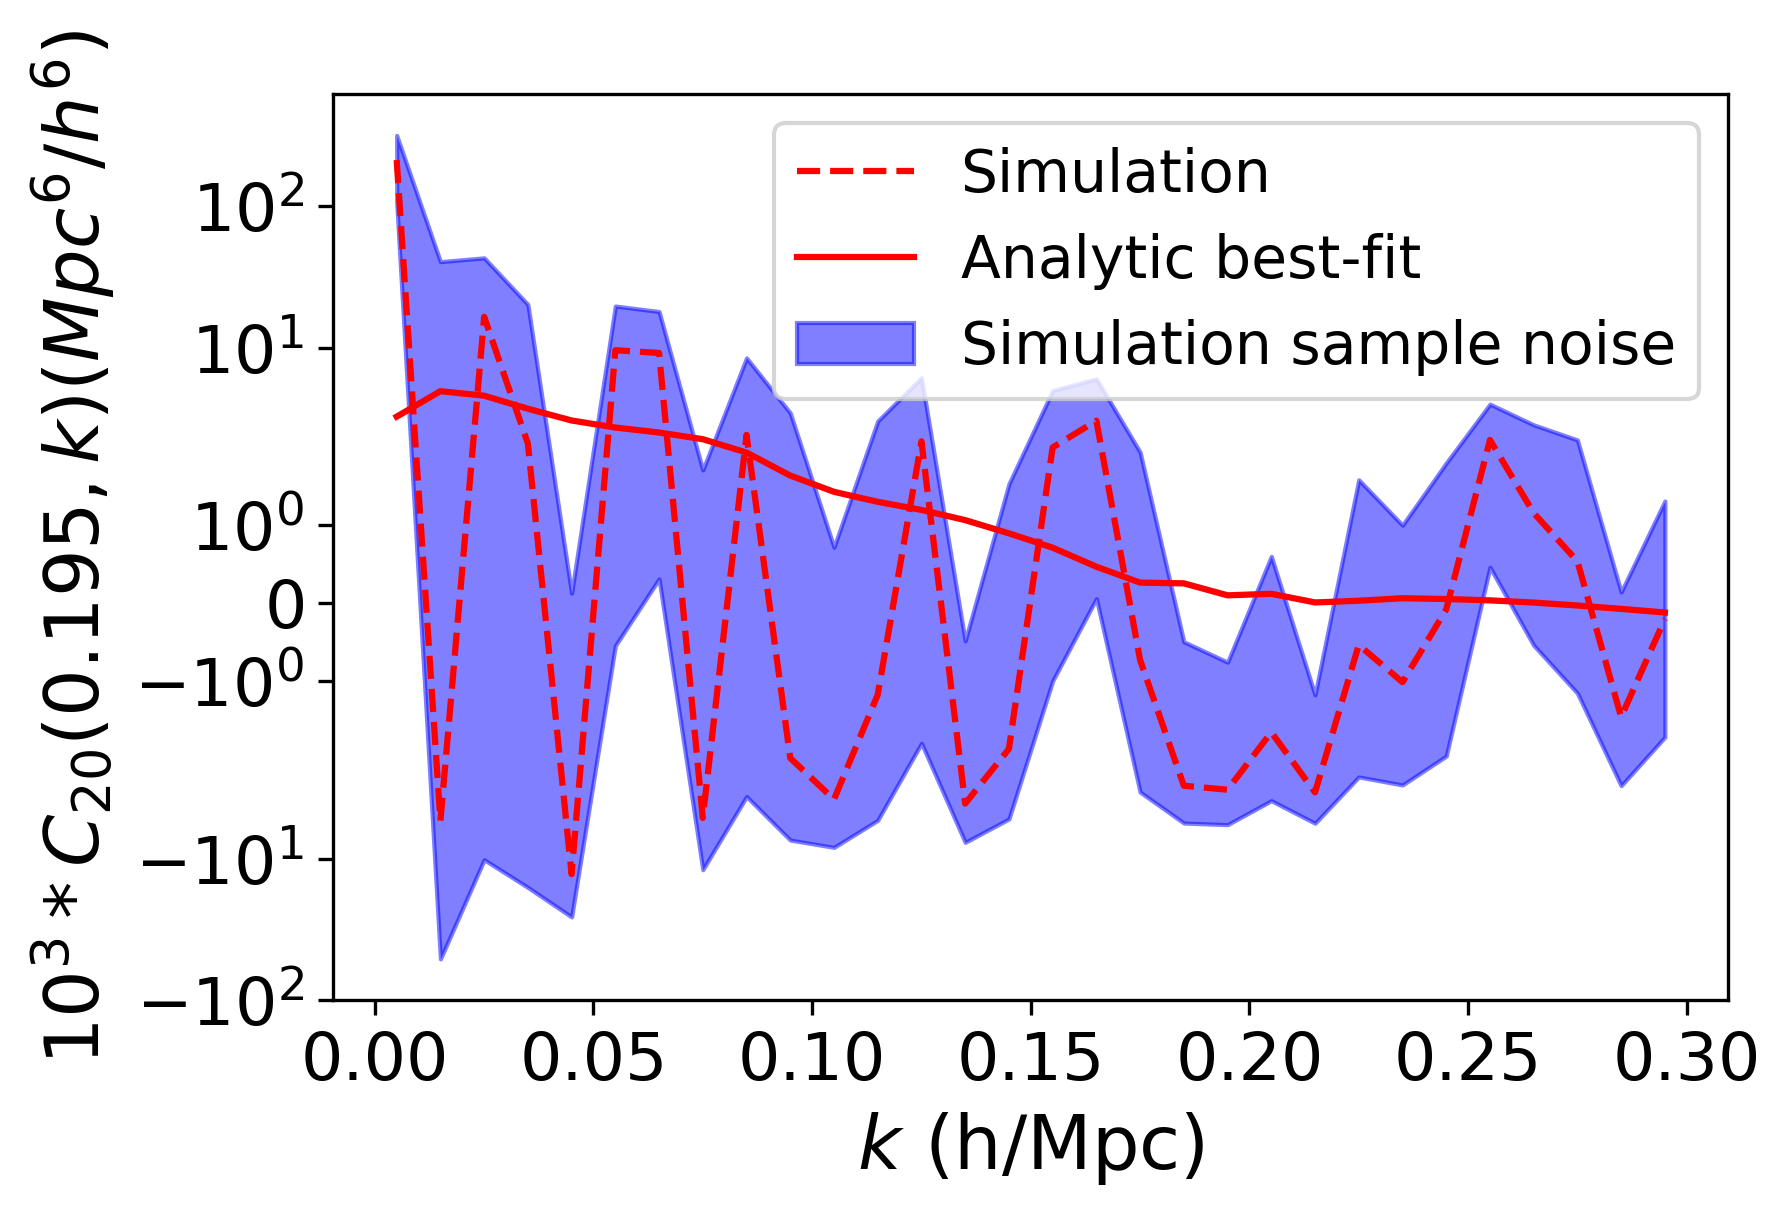 10³ * C₂₀(0.195, k)(Mpc⁶/h⁶)
10²
10¹
10⁰
0
−10⁰
−10¹
−10²
Simulation
Analytic best-fit
Simulation sample noise
0.00 0.05 0.10 0.15 0.20 0.25 0.30
k (h/Mpc)